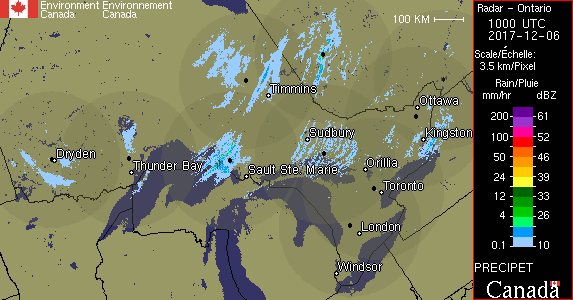 Environment Environnement
Canada Canada
100 KM
Timmins
Ottawa
Sudbury
Kingston
Dryden
Thunder Bay
Sault Ste. Marie
Orillia
Toronto
London
Windsor
Radar - Ontario
1000 UTC
2017-12-06
Scale/Échelle:
3.5 km/Pixel
Rain/Pluie
mm/hr dBZ
200 61
100 56
100 52
50 46
24 39
12 33
4 26
0.1 10
PRECIPET
Canada